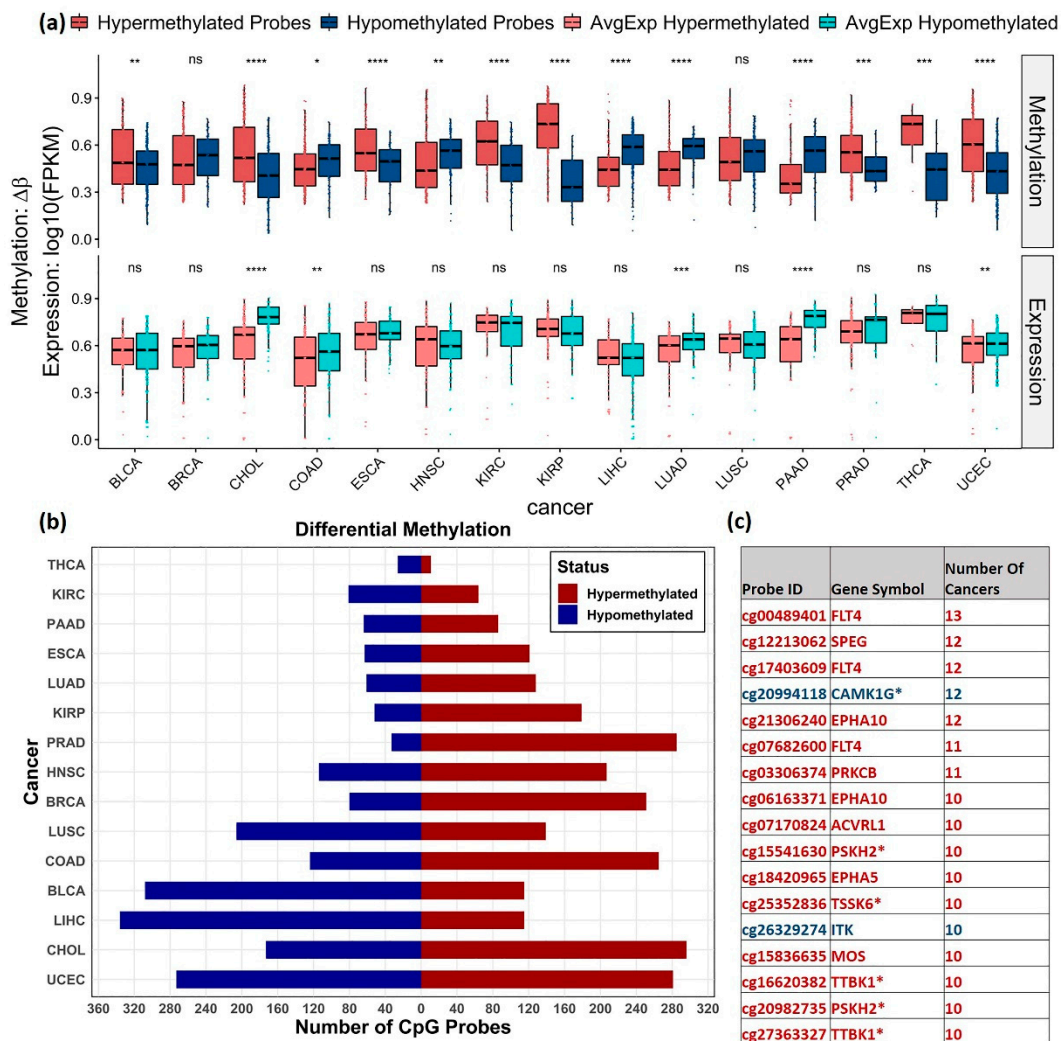 (a) Hypermethylated Probes Hypomethylated Probes AvgExp Hypermethylated AvgExp Hypomethylated
** ns **** * **** ** **** **** **** **** ns **** *** *** ****
0.9
0.6
0.3
0.0
Methylation
Methylation: Δβ
Expression: log10(FPKM)
ns ns **** ** ns ns ns ns ns *** ns **** ns ns **
0.9
0.6
0.3
0.0
Expression
BLCA BRCA CHOL COAD ESCA HNSC KIRC KIRP LIHC LUAD LUSC PAAD PRAD THCA UCEC
cancer
(b)
Differential Methylation
Status
Hypermethylated
Hypomethylated
Cancer
THCA
KIRC
PAAD
ESCA
LUAD
KIRP
PRAD
HNSC
BRCA
LUSC
COAD
BLCA
LIHC
CHOL
UCEC
360 320 280 240 200 160 120 80 40 0 40 80 120 160 200 240 280 320
Number of CpG Probes
(c)
Probe ID Gene Symbol Number Of Cancers
cg00489401 FLT4 13
cg12213062 SPEG 12
cg17403609 FLT4 12
cg20994118 CAMK1G* 12
cg21306240 EPHA10 12
cg07682600 FLT4 11
cg03306374 PRKCB 11
cg06163371 EPHA10 10
cg07170824 ACVRL1 10
cg15541630 PSKH2* 10
cg18420965 EPHA5 10
cg25352836 TSSK6* 10
cg26329274 ITK 10
cg15836635 MOS 10
cg16620382 TTBK1* 10
cg20982735 PSKH2* 10
cg27363327 TTBK1* 10